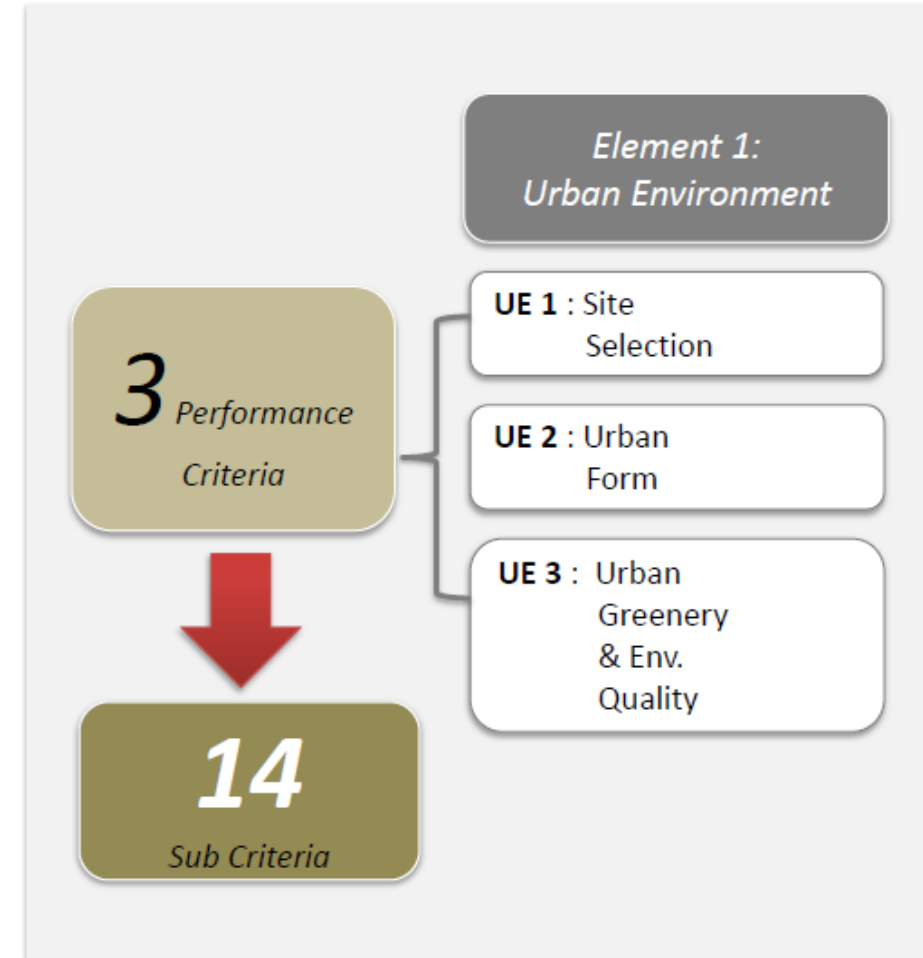 Element 1:
Urban Environment
3 Performance
Criteria
UE 1 : Site
Selection
UE 2 : Urban
Form
UE 3 : Urban
Greenery
& Env.
Quality
14
Sub Criteria